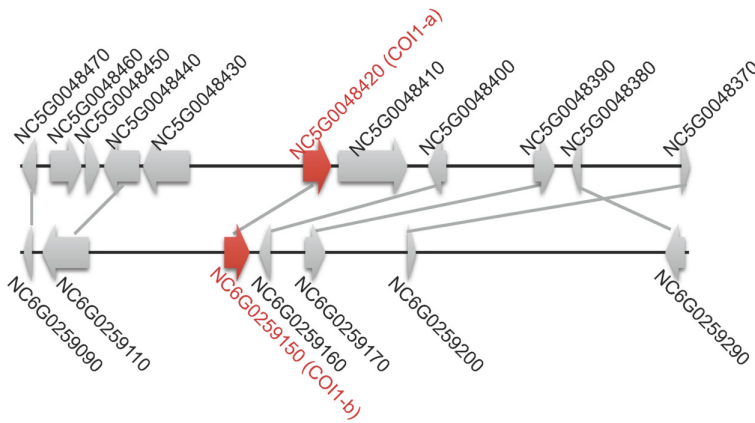 NC5G0048470
NC5G0048460
NC5G0048450
NC5G0048440
NC5G0048430
NC5G0048420 (COI1-a)
NC5G0048410
NC5G0048400
NC5G0048390
NC5G0048380
NC5G0048370
NC6G0259090
NC6G0259110
NC6G0259150 (COI1-b)
NC6G0259160
NC6G0259170
NC6G0259200
NC6G0259290